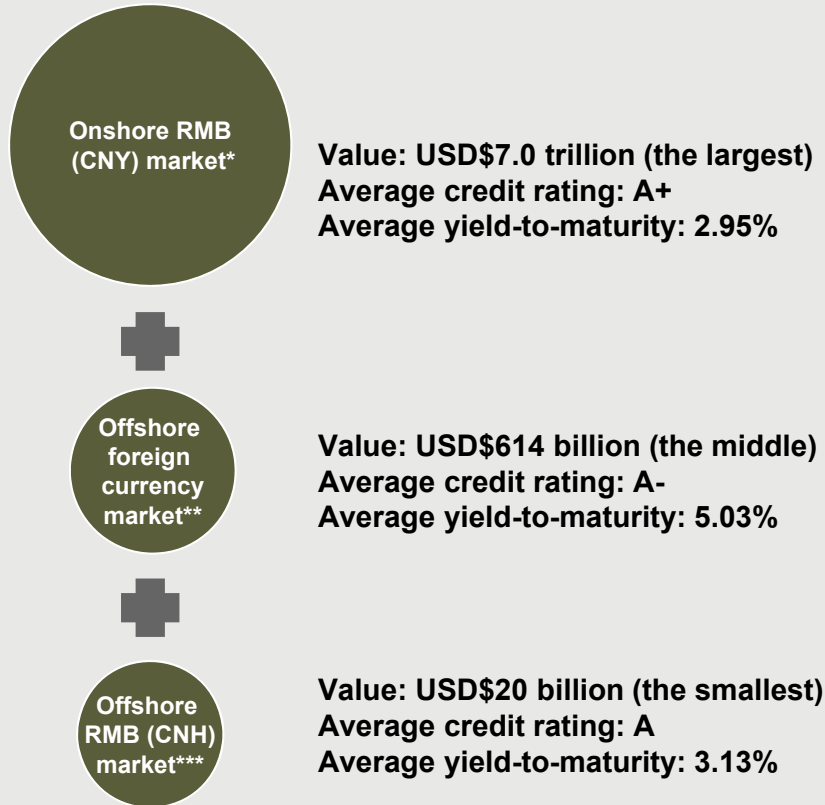 Onshore RMB
(CNY) market*
Value: USD$7.0 trillion (the largest)
Average credit rating: A+
Average yield-to-maturity: 2.95%
Offshore
foreign
currency
market**
Value: USD$614 billion (the middle)
Average credit rating: A-
Average yield-to-maturity: 5.03%
Offshore
RMB (CNH)
market***
Value: USD$20 billion (the smallest)
Average credit rating: A
Average yield-to-maturity: 3.13%